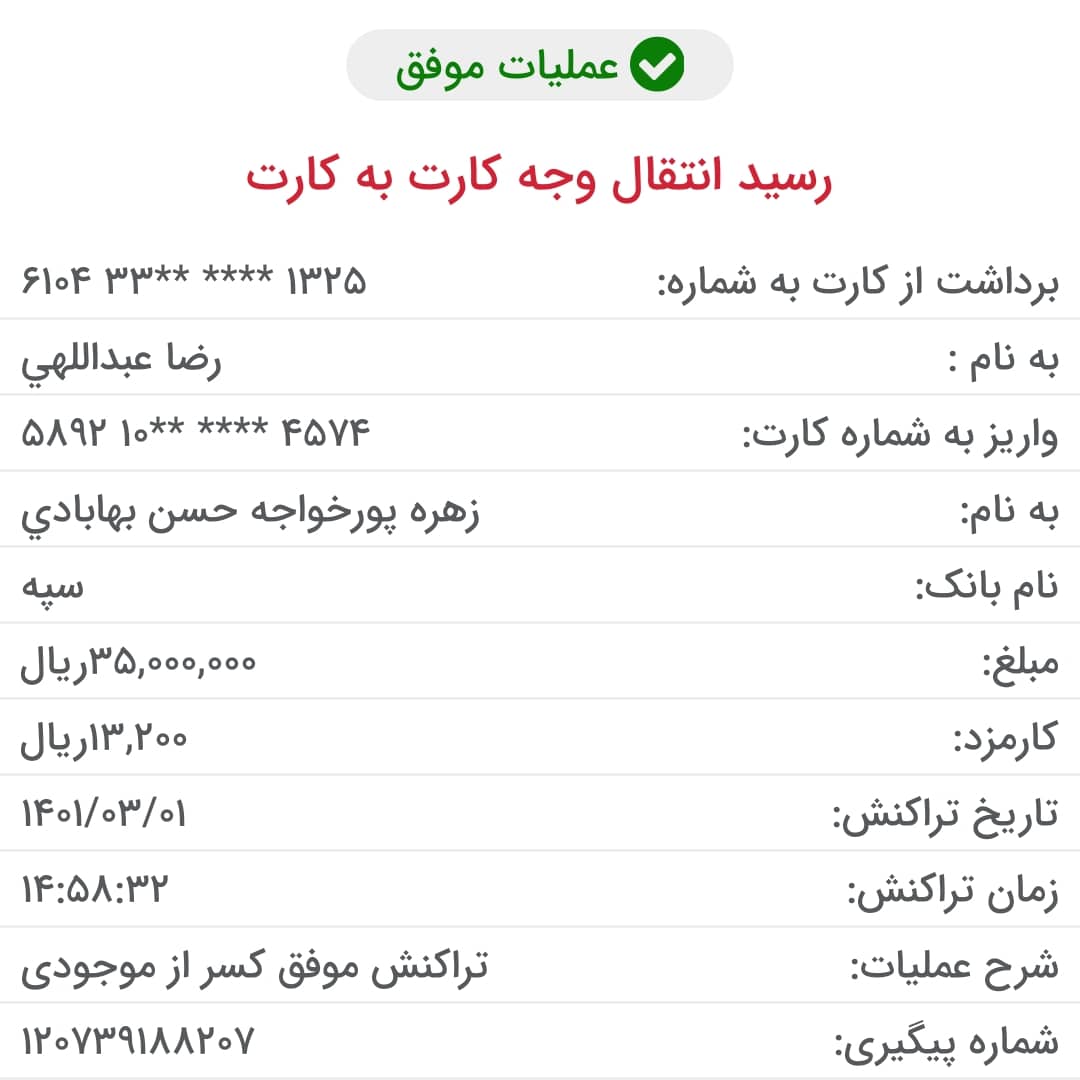 عملیات موفق
رسید انتقال وجه کارت به کارت
برداشت از کارت به شماره: ۶۱۰۴ ۳۳** **** ۱۳۲۵
به نام : رضا عبداللهي
واریز به شماره کارت: ۵۸۹۲ ۱۰** **** ۴۵۷۴
به نام: زهره پورخواجه حسن بهابادي
نام بانک: سپه
مبلغ: ۳۵,۰۰۰,۰۰۰ریال
کارمزد: ۱۳,۲۰۰ریال
تاریخ تراکنش: ۱۴۰۱/۰۳/۰۱
زمان تراکنش: ۱۴:۵۸:۳۲
شرح عملیات: تراکنش موفق کسر از موجودی
شماره پیگیری: ۱۲۰۷۳۹۱۸۸۲۰۷